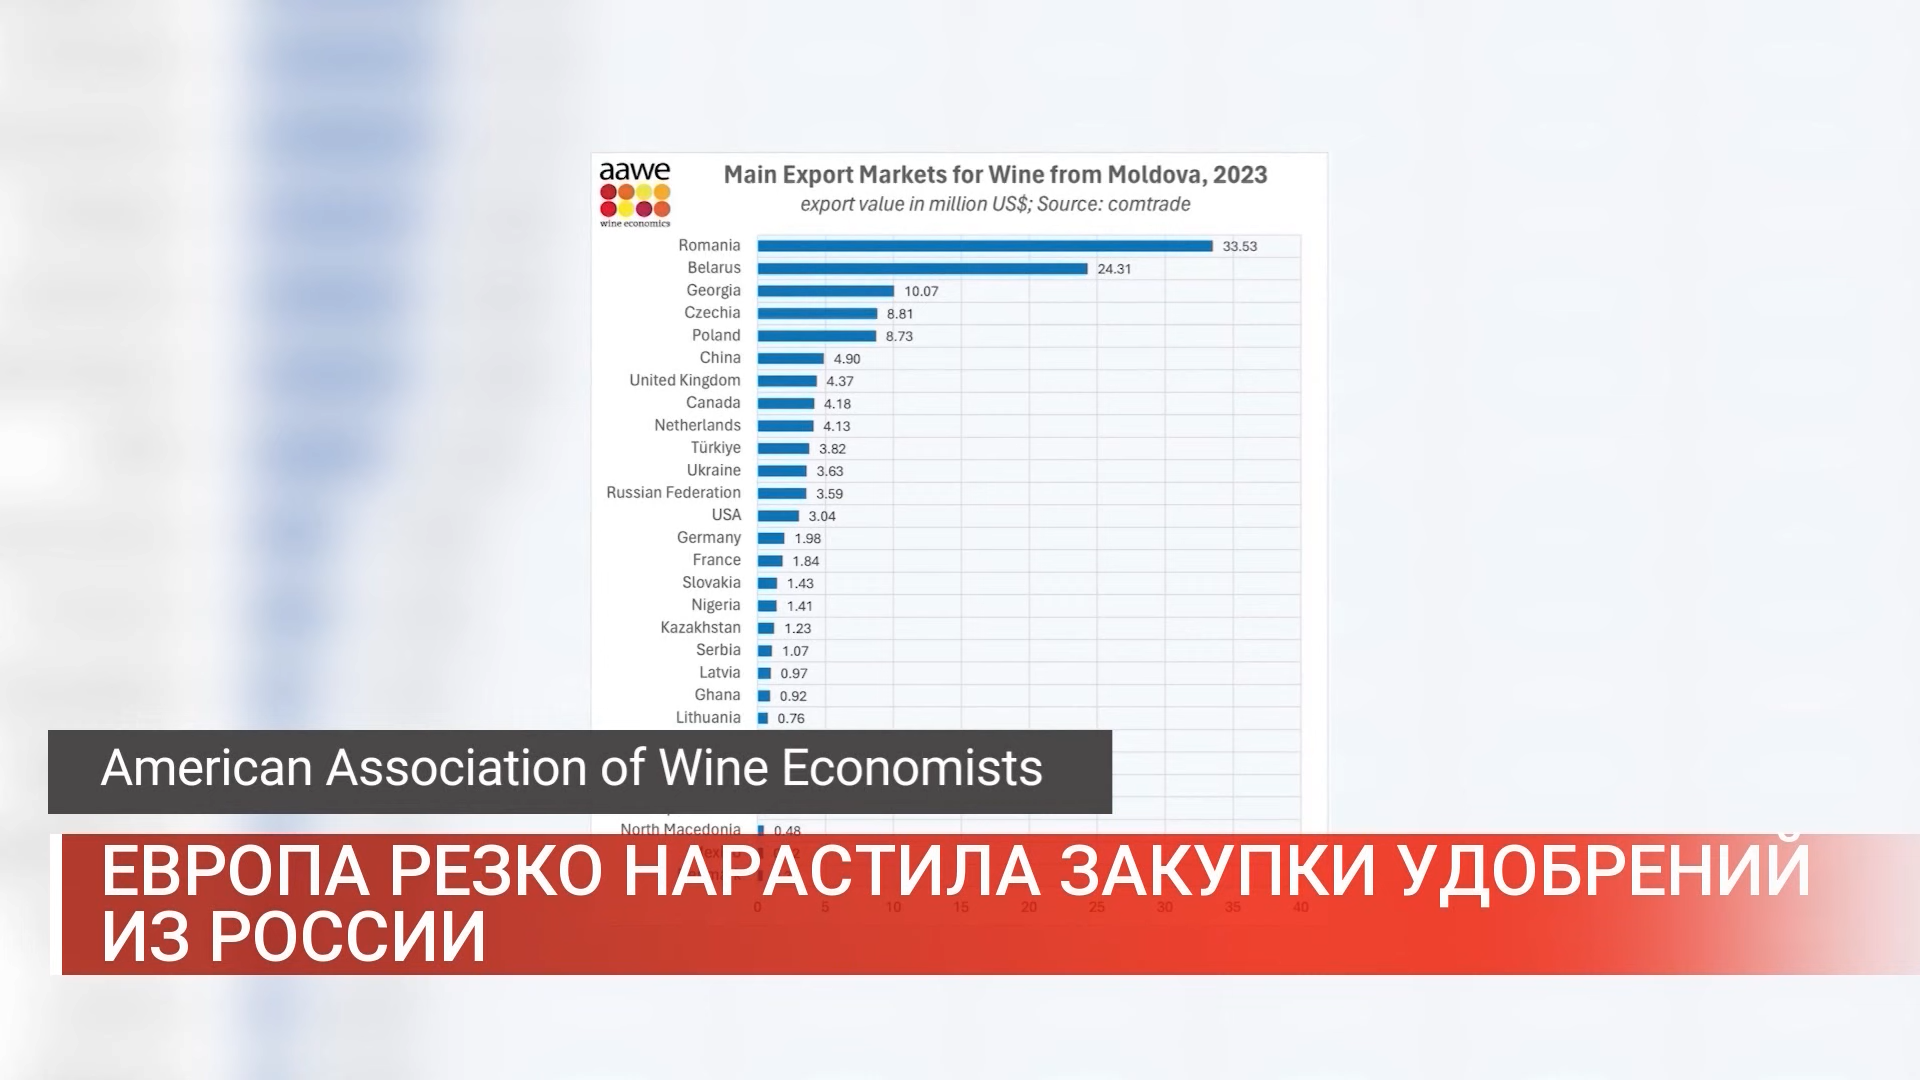 aawe
wine economics
Main Export Markets for Wine from Moldova, 2023
export value in million US$; Source: comtrade
Romania 33.53
Belarus 24.31
Georgia 10.07
Czechia 8.81
Poland 8.73
China 4.90
United Kingdom 4.37
Canada 4.18
Netherlands 4.13
Türkiye 3.82
Ukraine 3.63
Russian Federation 3.59
USA 3.04
Germany 1.98
France 1.84
Slovakia 1.43
Nigeria 1.41
Kazakhstan 1.23
Serbia 1.07
Latvia 0.97
Ghana 0.92
Lithuania 0.76
American Association of Wine Economists
North Macedonia 0.48
ЕВРОПА РЕЗКО НАРАСТИЛА ЗАКУПКИ УДОБРЕНИЙ
ИЗ РОССИИ
0 5 10 15 20 25 30 35 40